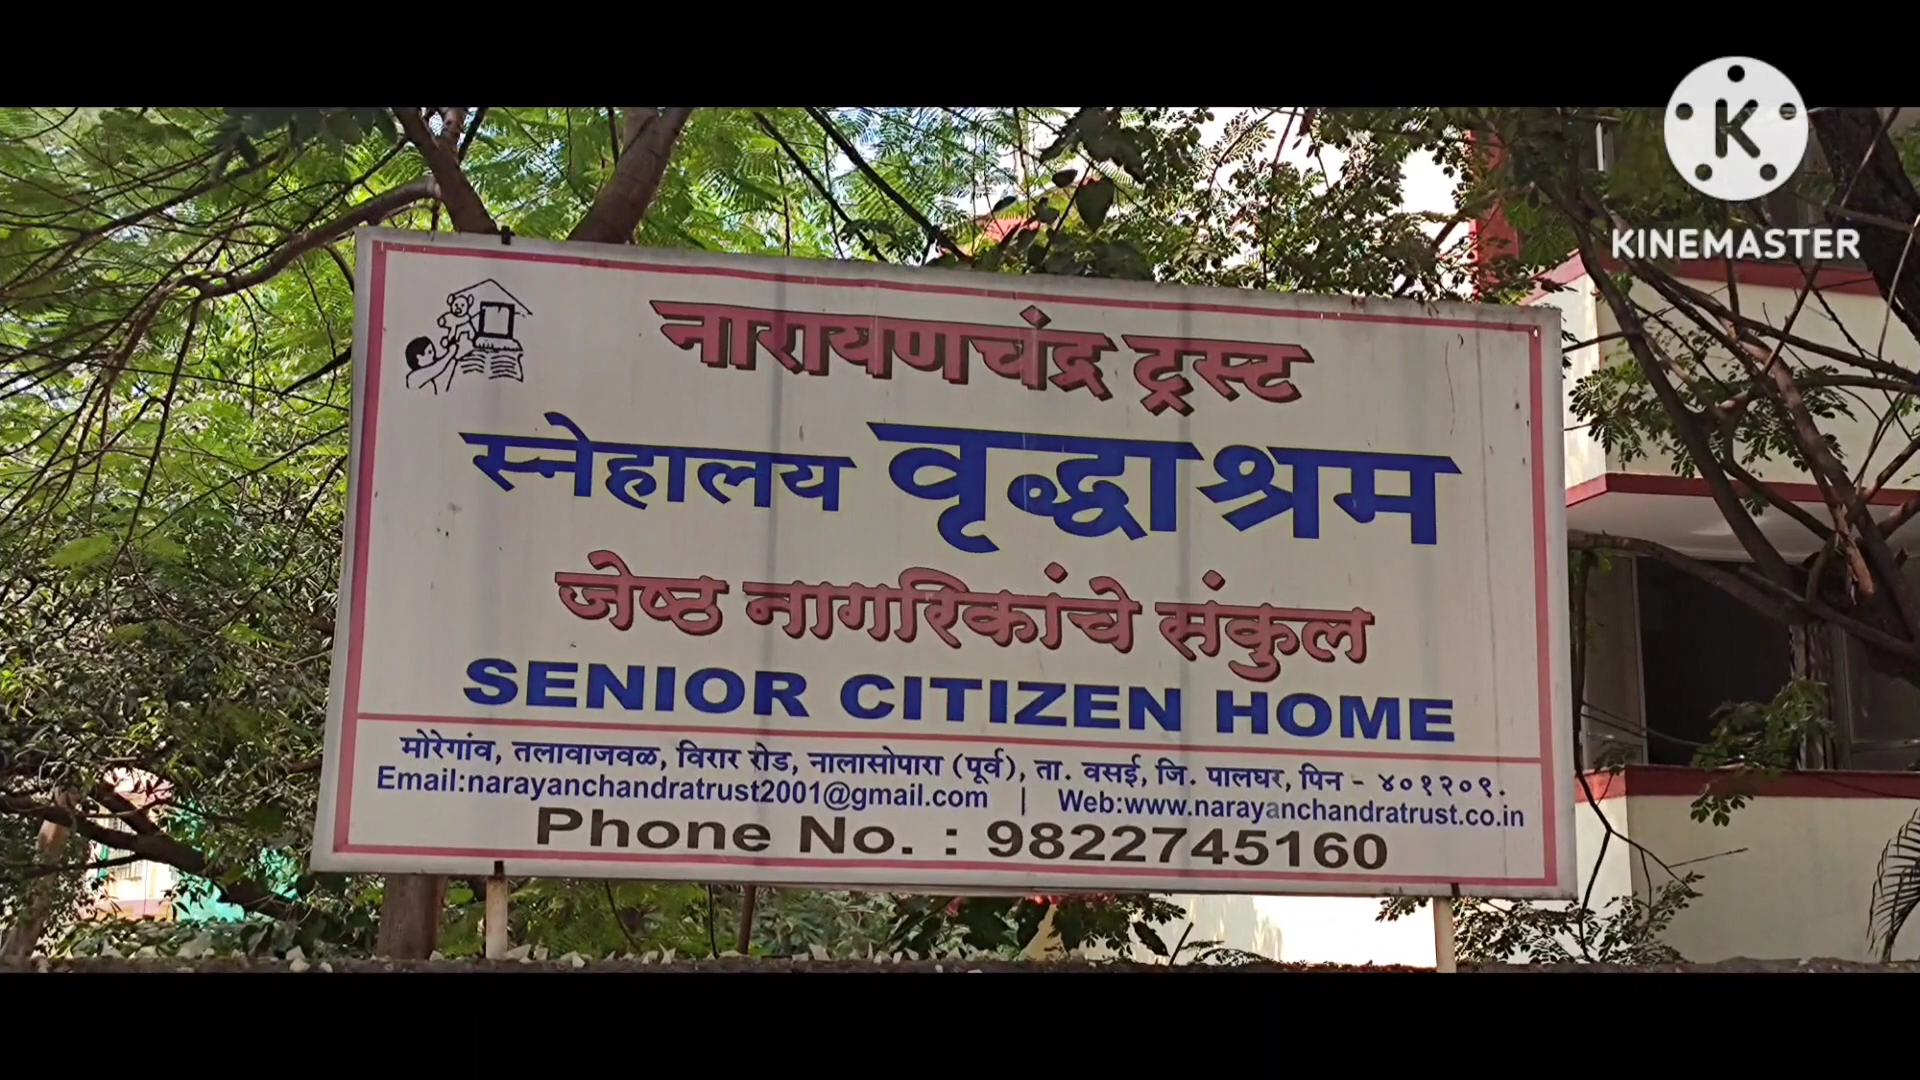 K
KINEMASTER
नारायणचंद्र ट्रस्ट
स्नेहालय वृद्धाश्रम
जेष्ठ नागरिकांचे संकुल
SENIOR CITIZEN HOME
मोरेगांव, तलावाजवळ, विरार रोड, नालासोपारा (पूर्व), ता. वसई, जि. पालघर, पिन - ४०१२०९.
Email:narayanchandratrust2001@gmail.com | Web:www.narayanchandratrust.co.in
Phone No. : 9822745160